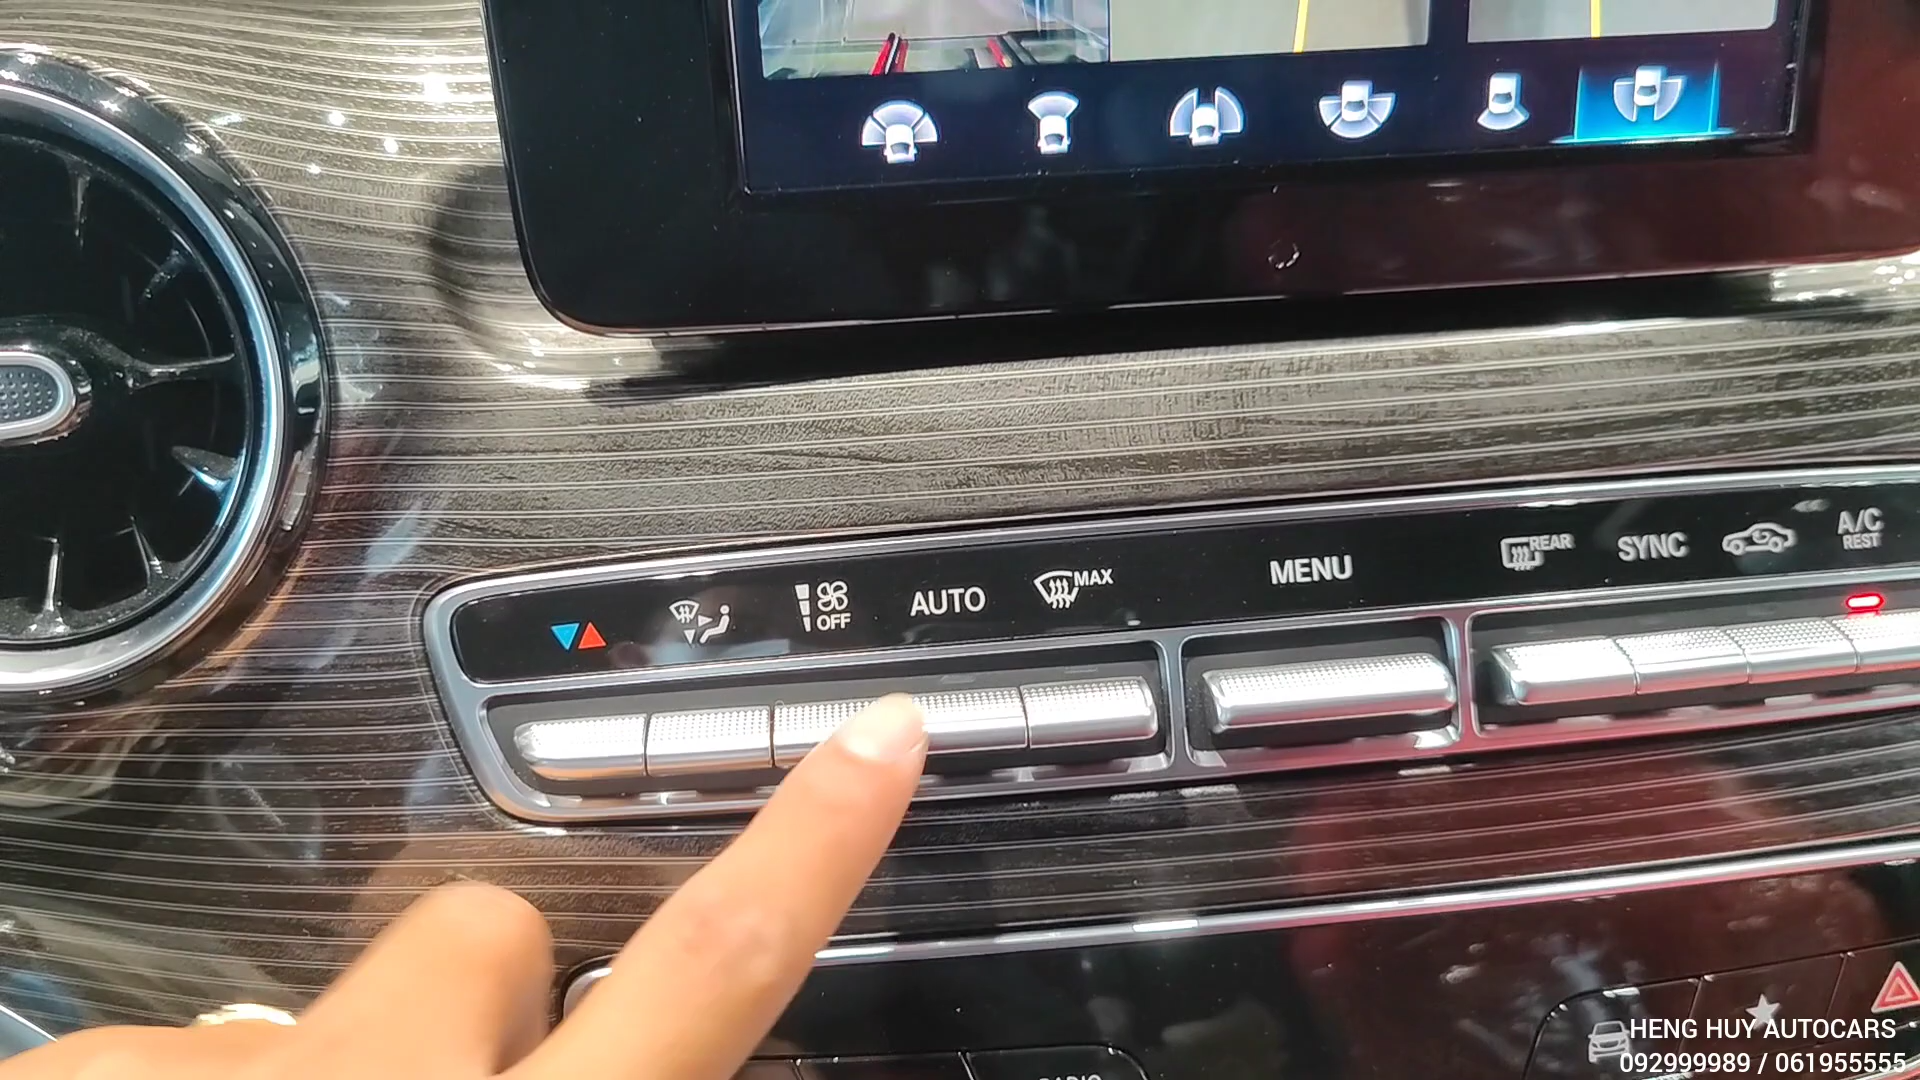 OFF
AUTO
MAX
MENU
REAR
SYNC
A/C
REST
HENG HUY AUTOCARS
092999989 / 061955555